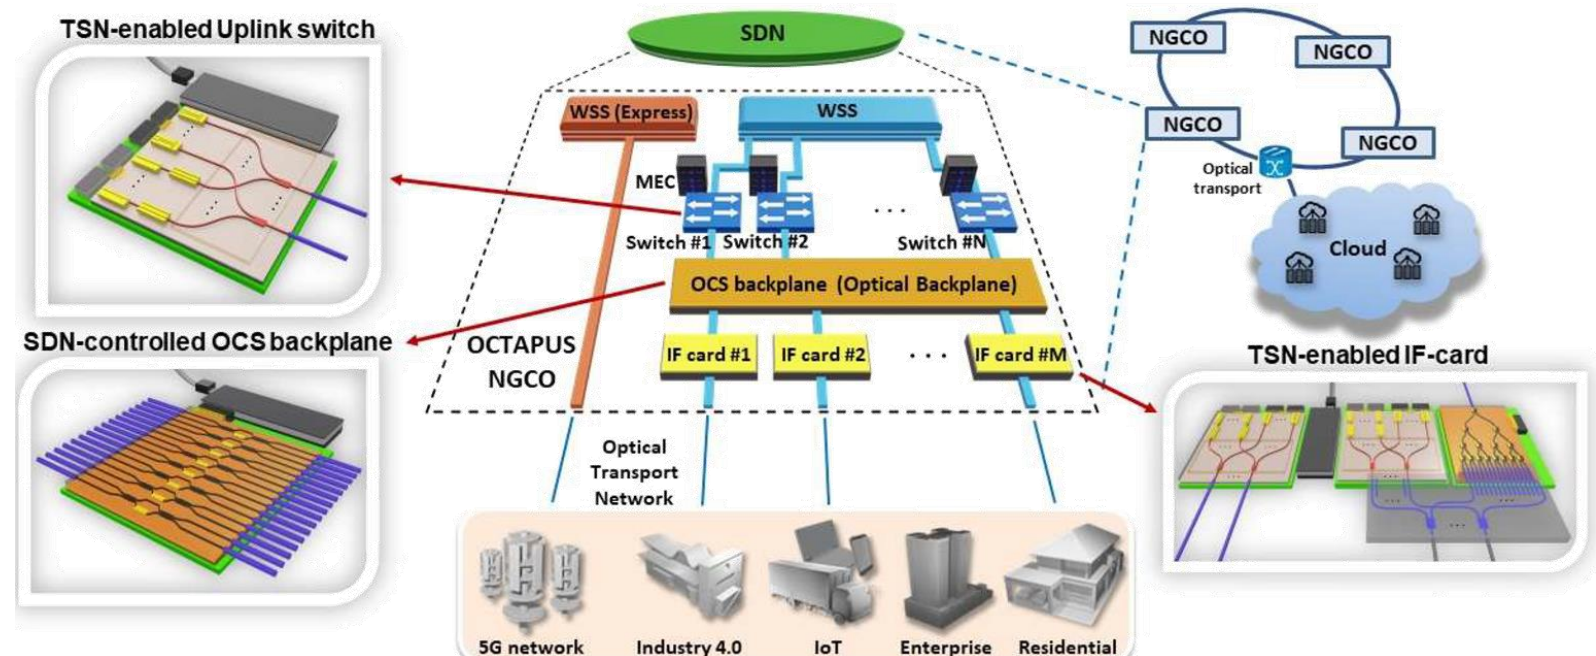 TSN-enabled Uplink switch
SDN
NGCO
NGCO
NGCO
NGCO
Optical
transport
Cloud
WSS (Express)
WSS
MEC
Switch #1
Switch #2
. . .
Switch #N
OCS backplane (Optical Backplane)
SDN-controlled OCS backplane
OCTAPUS
NGCO
IF card #1
IF card #2
. . .
IF card #M
TSN-enabled IF-card
Optical
Transport
Network
5G network
Industry 4.0
IoT
Enterprise
Residential